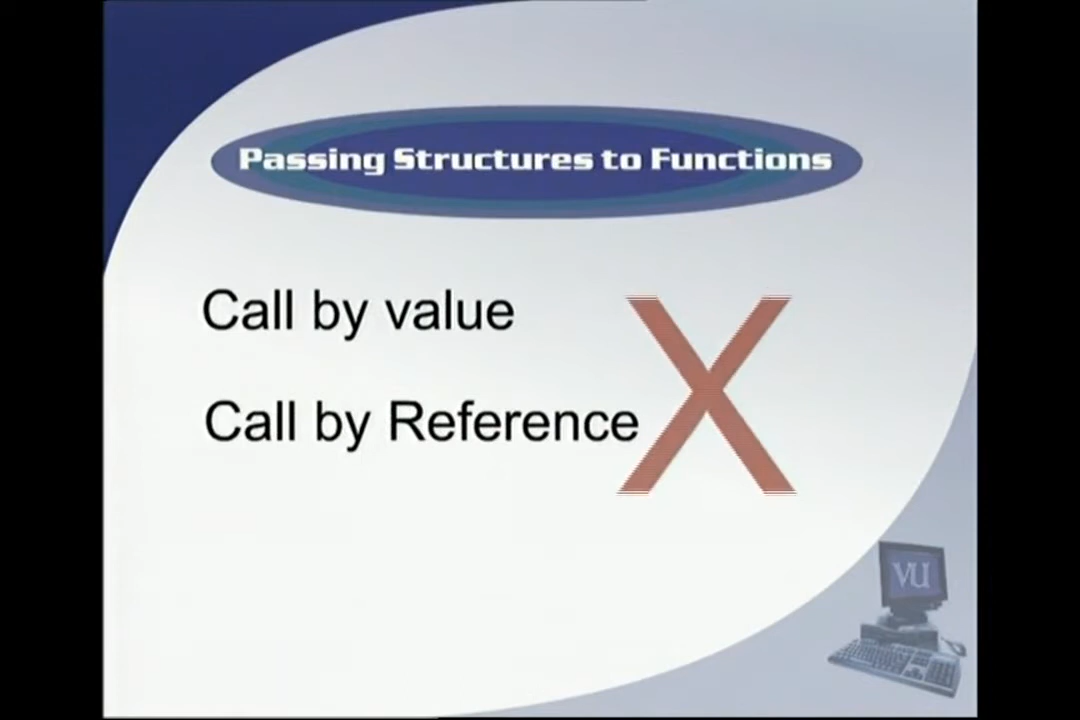 Passing Structures to Functions
Call by value
X
Call by Reference
VU